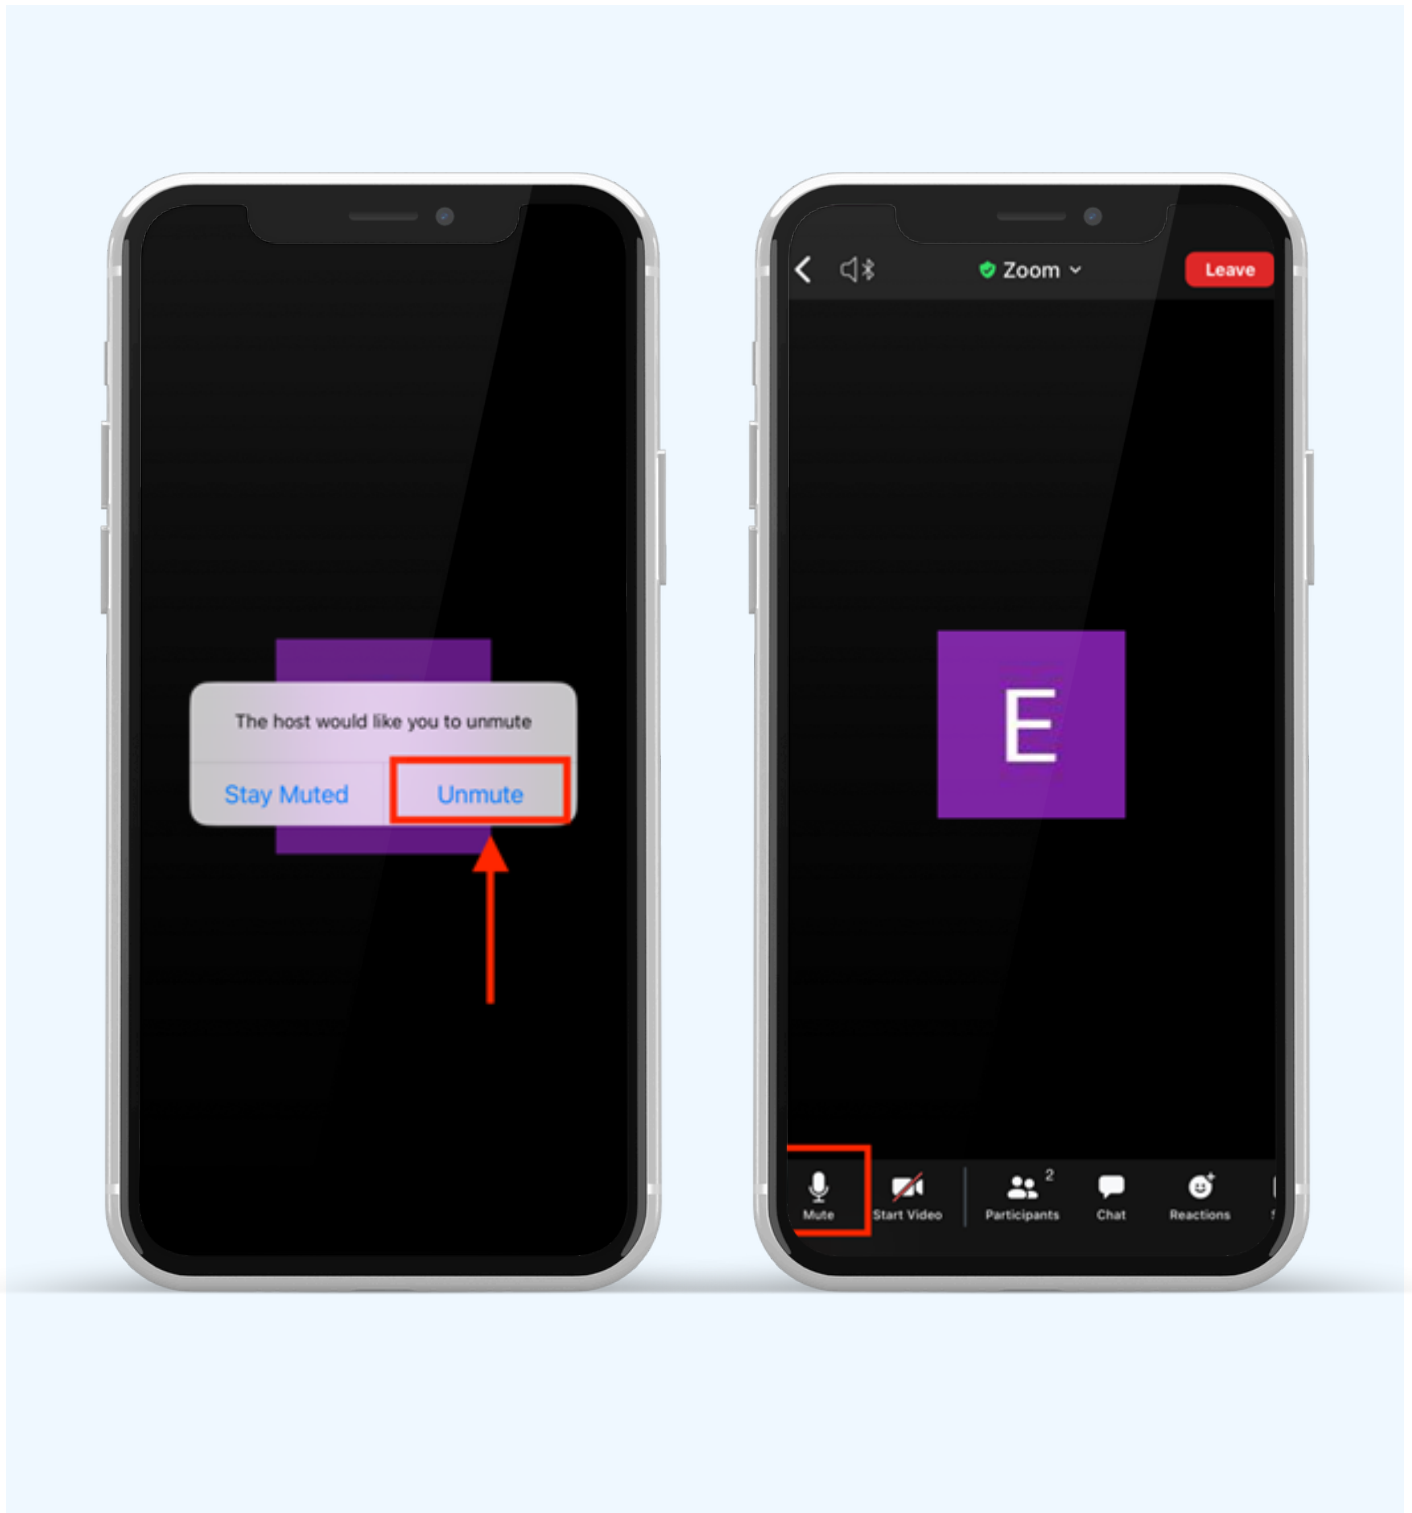 The host would like you to unmute
Stay Muted Unmute
Zoom Leave
E
2
Mute Start Video Participants Chat Reactions